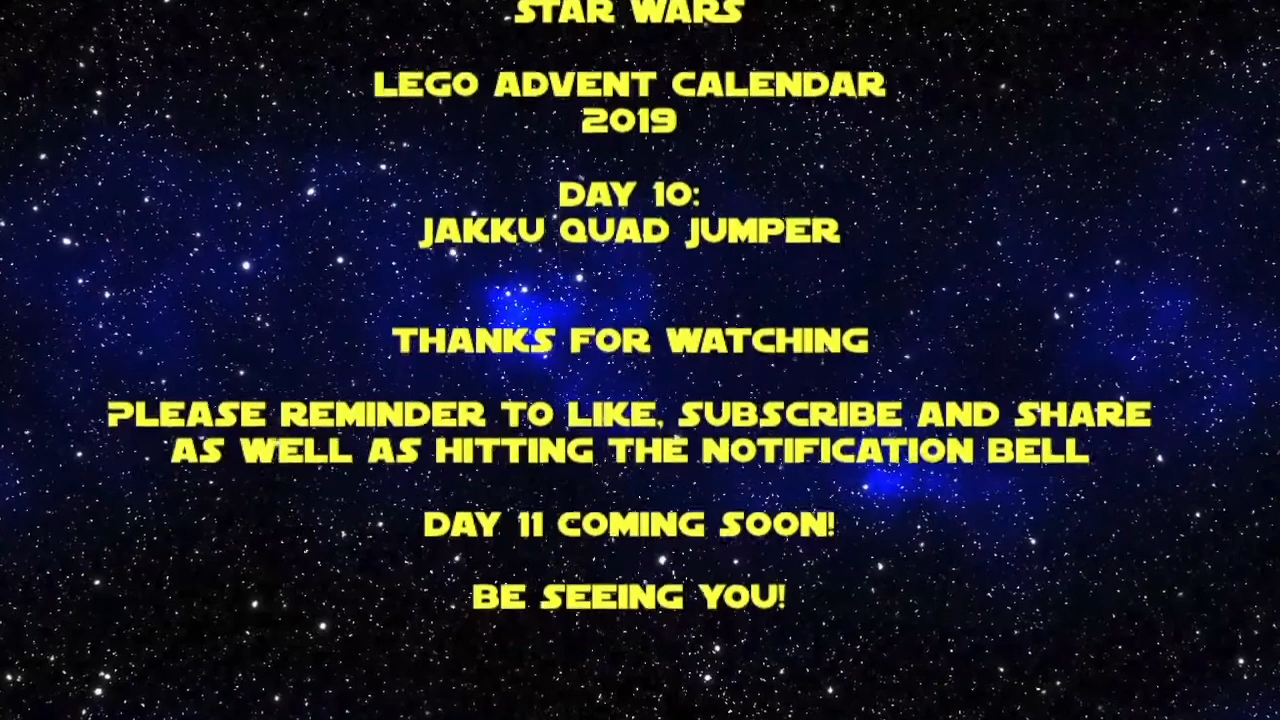 STAR WARS
LEGO ADVENT CALENDAR
2019
DAY 10:
JAKKU QUAD JUMPER
THANKS FOR WATCHING
PLEASE REMINDER TO LIKE, SUBSCRIBE AND SHARE
AS WELL AS HITTING THE NOTIFICATION BELL
DAY 11 COMING SOON!
BE SEEING YOU!